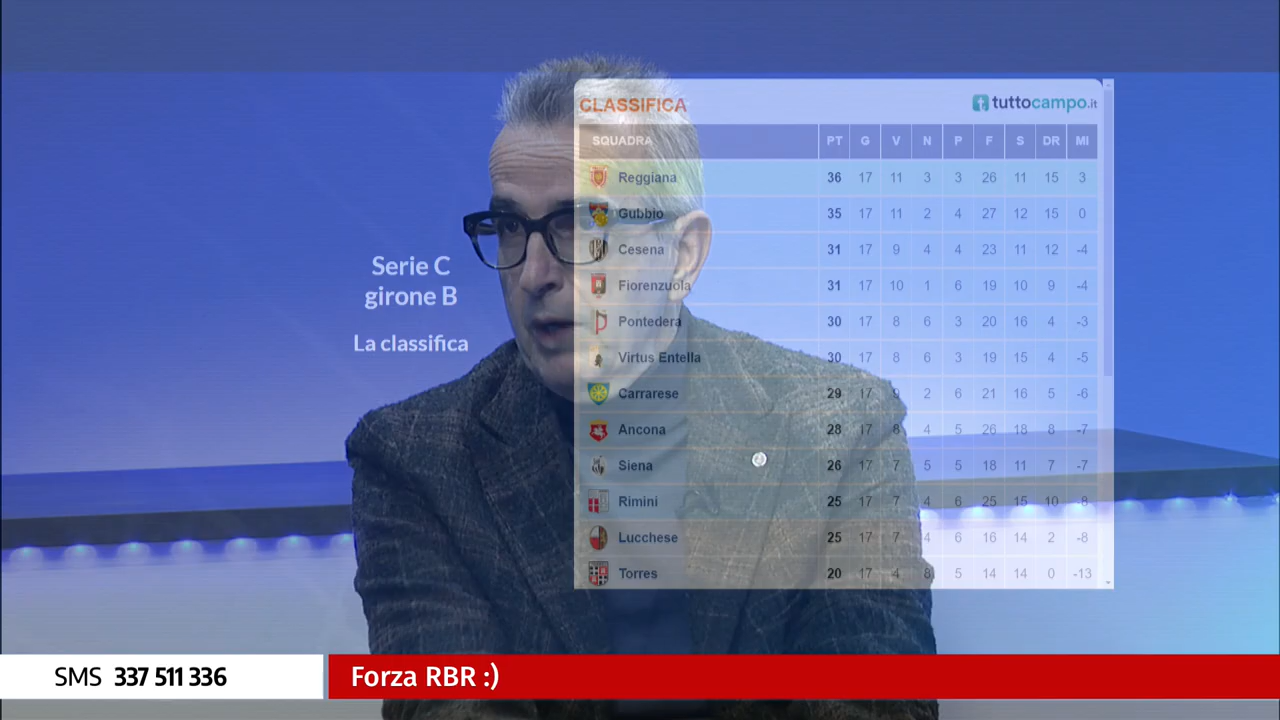 CLASSIFICA
tuttocampo.it
SQUADRA PT G V N P F S DR MI
Reggiana 36 17 11 3 3 26 11 15 3
Gubbio 35 17 11 2 4 27 12 15 0
Serie C
girone B
La classifica
Cesena 31 17 9 4 4 23 11 12 -4
Fiorenzuola 31 17 10 1 6 19 10 9 -4
Pontedera 30 17 8 6 3 20 16 4 -3
Virtus Entella 30 17 8 6 3 19 15 4 -5
Carrarese 29 17 9 2 6 21 16 5 -6
Ancona 28 17 8 4 5 26 18 8 -7
Siena 26 17 7 5 5 18 11 7 -7
Rimini 25 17 7 4 6 25 15 10 -8
Lucchese 25 17 7 4 6 16 14 2 -8
Torres 20 17 4 8 5 14 14 0 -13
SMS 337 511 336
Forza RBR :)